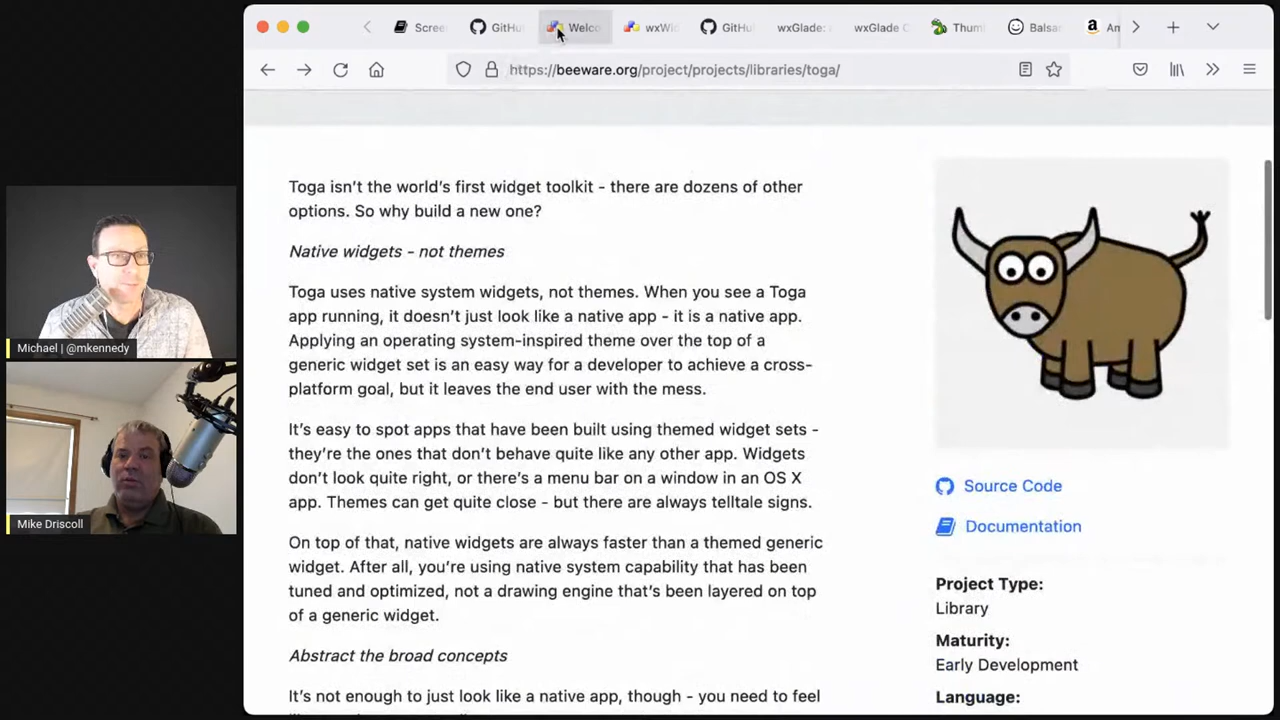 Scree
GitHu
Welco
wxWi
GitHu
wxGlade:
wxGlade
Thum
Balsa
Am
https://beeware.org/project/projects/libraries/toga/
Toga isn't the world's first widget toolkit - there are dozens of other
options. So why build a new one?
Native widgets - not themes
Toga uses native system widgets, not themes. When you see a Toga
app running, it doesn't just look like a native app - it is a native app.
Applying an operating system-inspired theme over the top of a
generic widget set is an easy way for a developer to achieve a cross-
platform goal, but it leaves the end user with the mess.
It's easy to spot apps that have been built using themed widget sets -
they're the ones that don't behave quite like any other app. Widgets
don't look quite right, or there's a menu bar on a window in an OS X
app. Themes can get quite close - but there are always telltale signs.
On top of that, native widgets are always faster than a themed generic
widget. After all, you're using native system capability that has been
tuned and optimized, not a drawing engine that's been layered on top
of a generic widget.
Abstract the broad concepts
It's not enough to just look like a native app, though - you need to feel
Source Code
Documentation
Project Type:
Library
Maturity:
Early Development
Language:
Michael | @mkennedy
Mike Driscoll